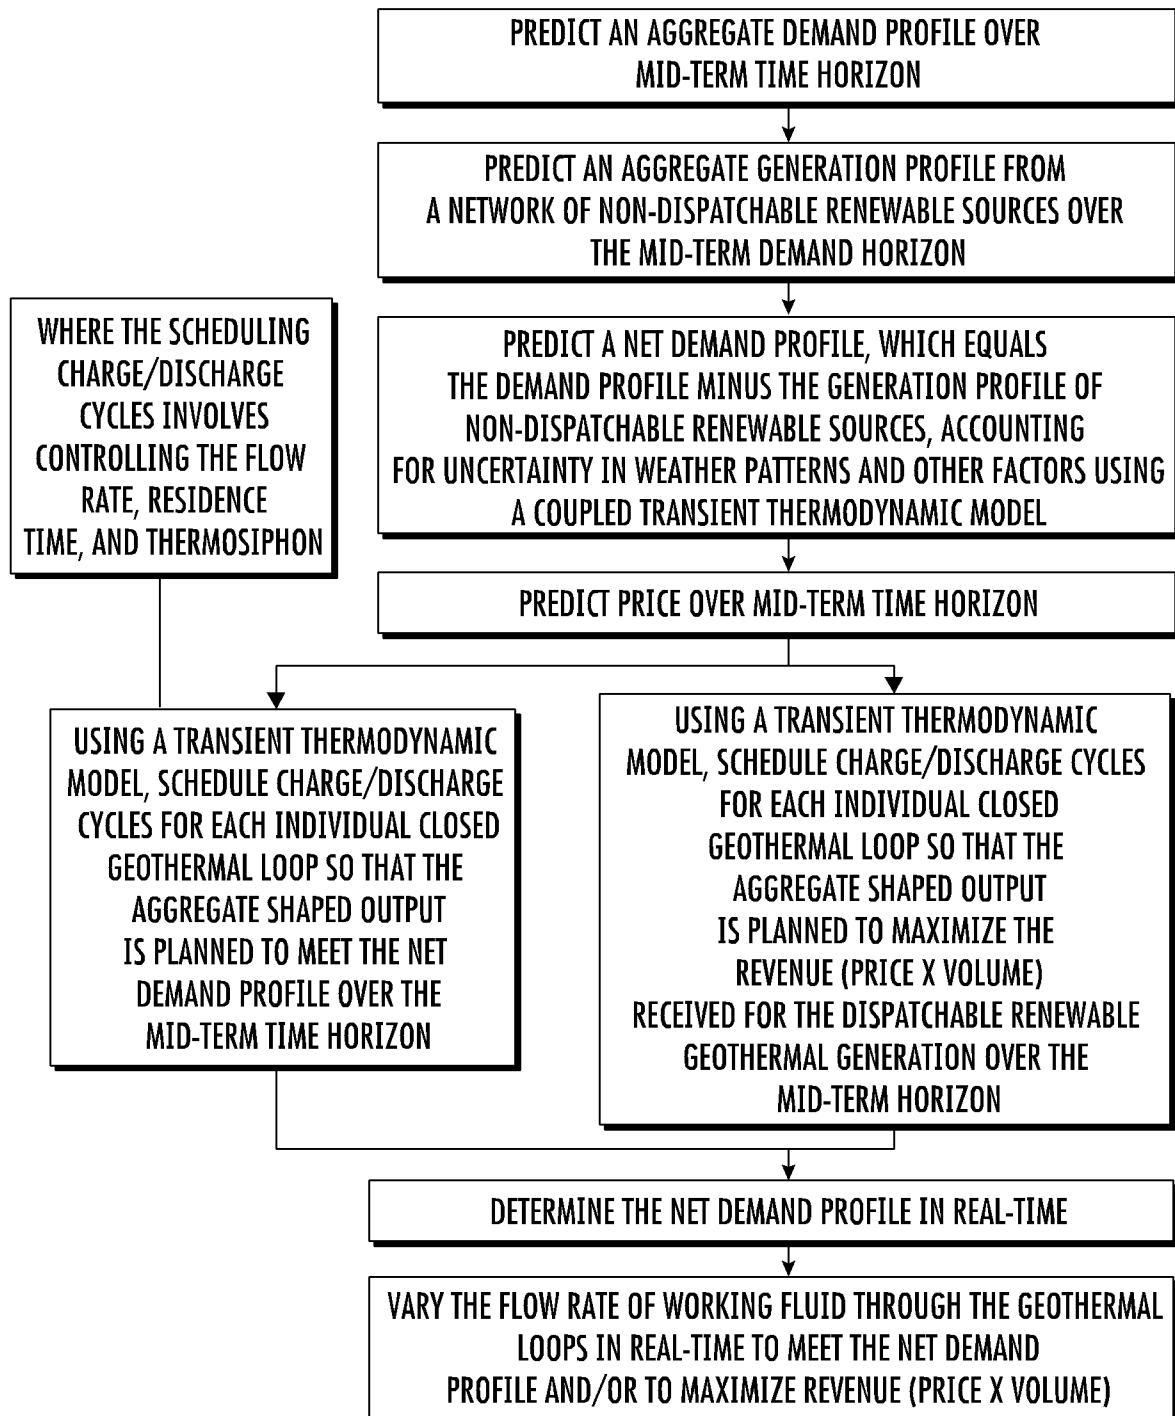 PREDICT AN AGGREGATE DEMAND PROFILE OVER
MID-TERM TIME HORIZON
PREDICT AN AGGREGATE GENERATION PROFILE FROM
A NETWORK OF NON-DISPATCHABLE RENEWABLE SOURCES OVER
THE MID-TERM DEMAND HORIZON
WHERE THE SCHEDULING
CHARGE/DISCHARGE
CYCLES INVOLVES
CONTROLLING THE FLOW
RATE, RESIDENCE
TIME, AND THERMOSIPHON
PREDICT A NET DEMAND PROFILE, WHICH EQUALS
THE DEMAND PROFILE MINUS THE GENERATION PROFILE OF
NON-DISPATCHABLE RENEWABLE SOURCES, ACCOUNTING
FOR UNCERTAINTY IN WEATHER PATTERNS AND OTHER FACTORS USING
A COUPLED TRANSIENT THERMODYNAMIC MODEL
PREDICT PRICE OVER MID-TERM TIME HORIZON
USING A TRANSIENT THERMODYNAMIC
MODEL, SCHEDULE CHARGE/DISCHARGE
CYCLES FOR EACH INDIVIDUAL CLOSED
GEOTHERMAL LOOP SO THAT THE
AGGREGATE SHAPED OUTPUT
IS PLANNED TO MEET THE NET
DEMAND PROFILE OVER THE
MID-TERM TIME HORIZON
USING A TRANSIENT THERMODYNAMIC
MODEL, SCHEDULE CHARGE/DISCHARGE CYCLES
FOR EACH INDIVIDUAL CLOSED
GEOTHERMAL LOOP SO THAT THE
AGGREGATE SHAPED OUTPUT
IS PLANNED TO MAXIMIZE THE
REVENUE (PRICE X VOLUME)
RECEIVED FOR THE DISPATCHABLE RENEWABLE
GEOTHERMAL GENERATION OVER THE
MID-TERM HORIZON
DETERMINE THE NET DEMAND PROFILE IN REAL-TIME
VARY THE FLOW RATE OF WORKING FLUID THROUGH THE GEOTHERMAL
LOOPS IN REAL-TIME TO MEET THE NET DEMAND
PROFILE AND/OR TO MAXIMIZE REVENUE (PRICE X VOLUME)